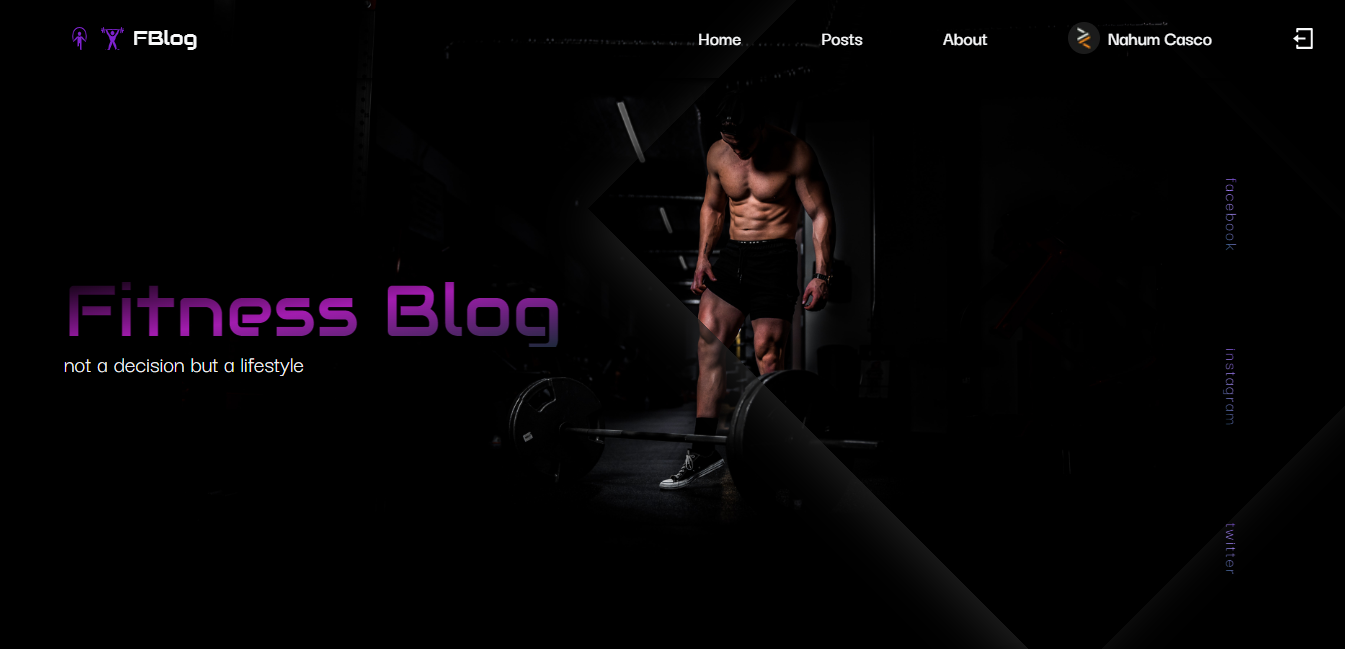 FBlog
Home
Posts
About
Nahum Casco
Fitness Blog
not a decision but a lifestyle
facebook
instagram
twitter